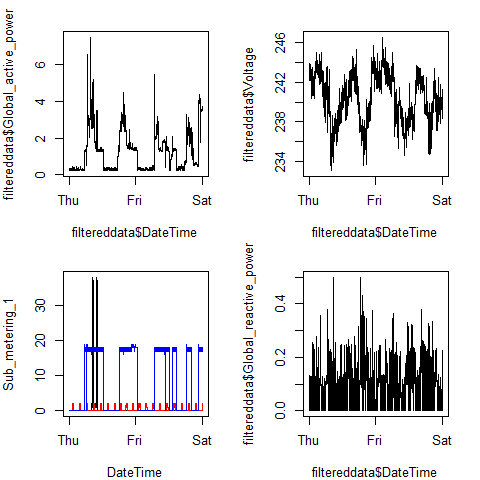 filtereddata$Global_active_power
0 2 4 6
Thu Fri Sat
filtereddata$DateTime
filtereddata$Voltage
234 238 242 246
Thu Fri Sat
filtereddata$DateTime
Sub_metering_1
0 10 20 30
Thu Fri Sat
DateTime
filtereddata$Global_reactive_power
0.0 0.2 0.4
Thu Fri Sat
filtereddata$DateTime